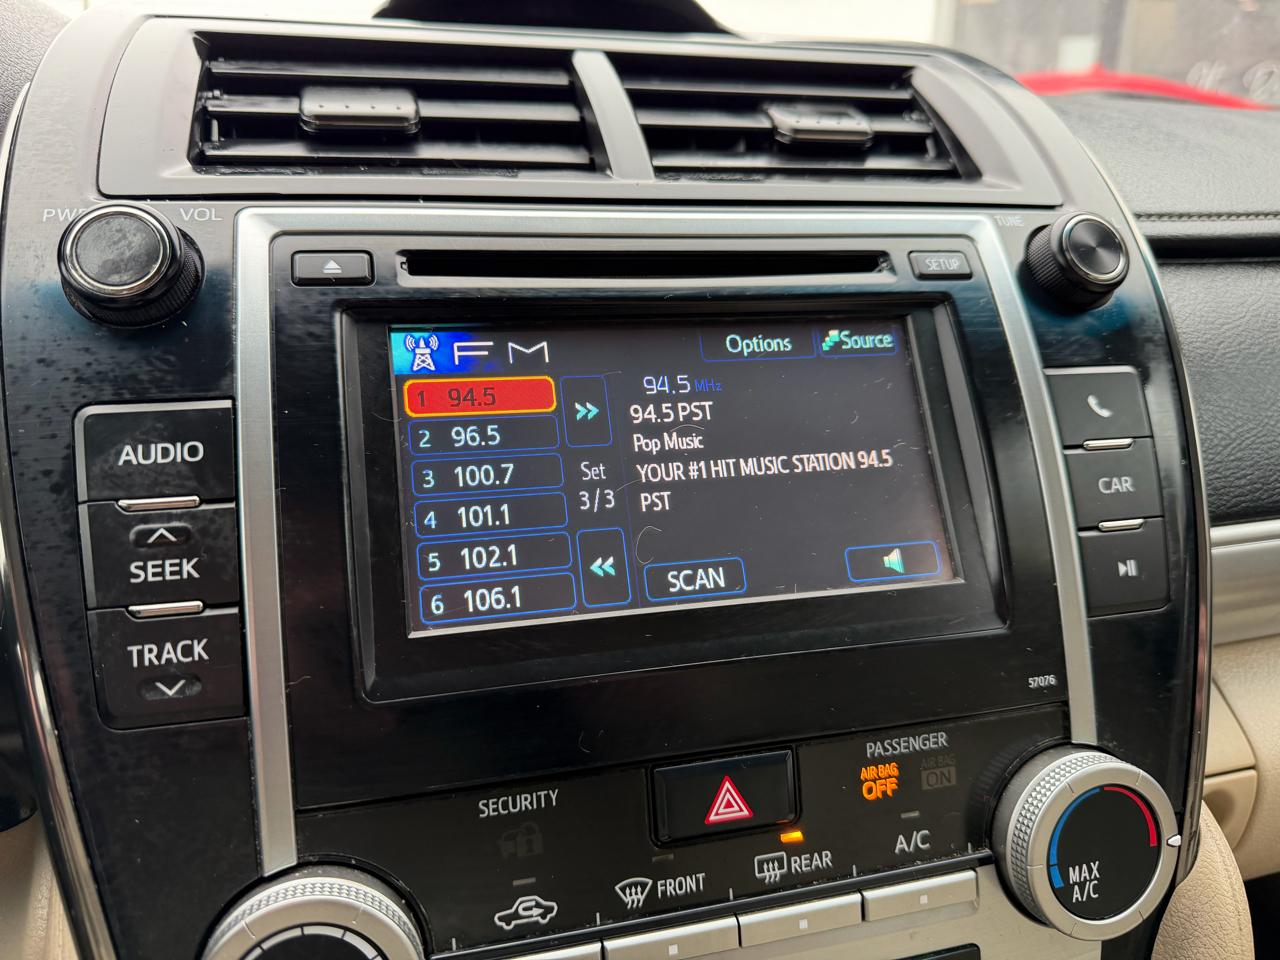 PWR VOL
SETUP
TUNE
FM
Options
Source
1 94.5
2 96.5
3 100.7
4 101.1
5 102.1
6 106.1
Set
3/3
94.5 MHz
94.5 PST
Pop Music
YOUR #1 HIT MUSIC STATION 94.5
PST
SCAN
AUDIO
SEEK
TRACK
CAR
57076
SECURITY
PASSENGER
AIR BAG
OFF
AIR BAG
ON
FRONT
REAR
A/C
MAX
A/C